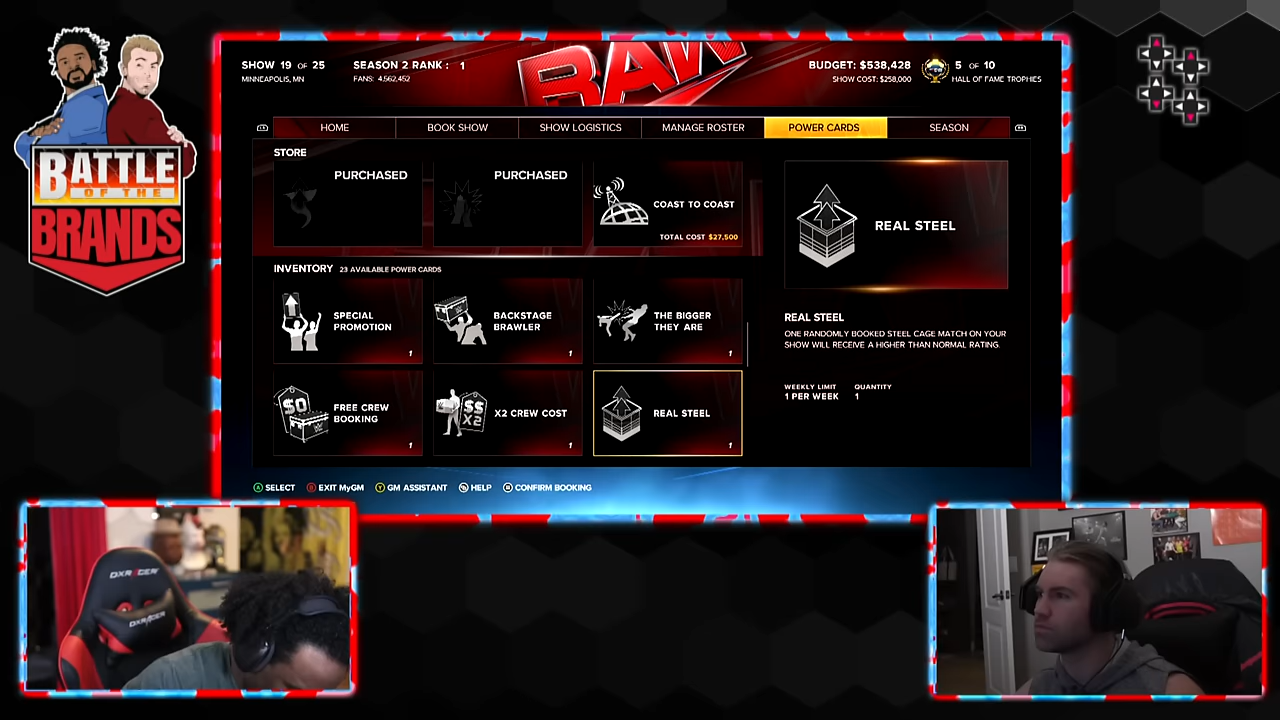 BATTLE
OF THE
BRANDS
SHOW 19 OF 25
MINNEAPOLIS, MN
SEASON 2 RANK : 1
FANS: 4,562,452
RAW
BUDGET: $538,428
SHOW COST: $258,000
5 OF 10
HALL OF FAME TROPHIES
HOME
BOOK SHOW
SHOW LOGISTICS
MANAGE ROSTER
POWER CARDS
SEASON
STORE
PURCHASED
PURCHASED
COAST TO COAST
TOTAL COST $27,500
INVENTORY 23 AVAILABLE POWER CARDS
SPECIAL
PROMOTION
1
BACKSTAGE
BRAWLER
1
THE BIGGER
THEY ARE
1
$0
FREE CREW
BOOKING
1
$$
X2
X2 CREW COST
1
REAL STEEL
1
REAL STEEL
REAL STEEL
ONE RANDOMLY BOOKED STEEL CAGE MATCH ON YOUR
SHOW WILL RECEIVE A HIGHER THAN NORMAL RATING.
WEEKLY LIMIT
1 PER WEEK
QUANTITY
1
A SELECT
B EXIT MyGM
Y GM ASSISTANT
HELP
CONFIRM BOOKING
DXRACER
DXRACER